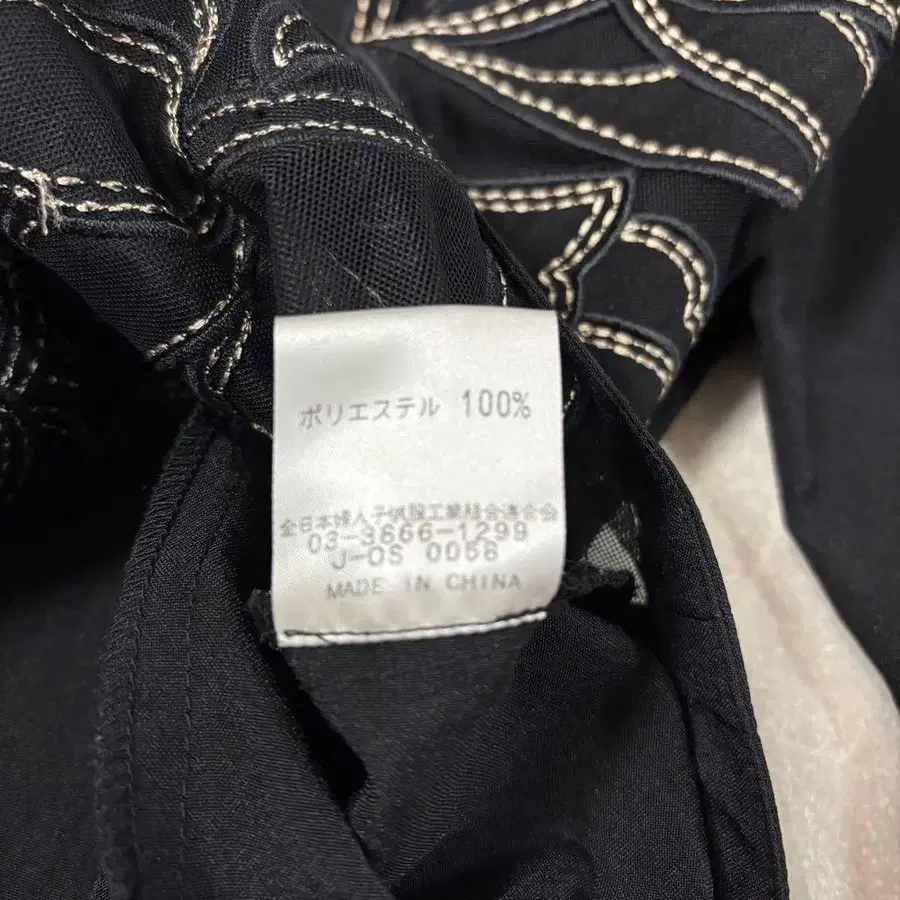 ポリエステル 100%
全日本婦人子供服工業組合連合会
03-3666-1299
J-OS 0058
MADE IN CHINA